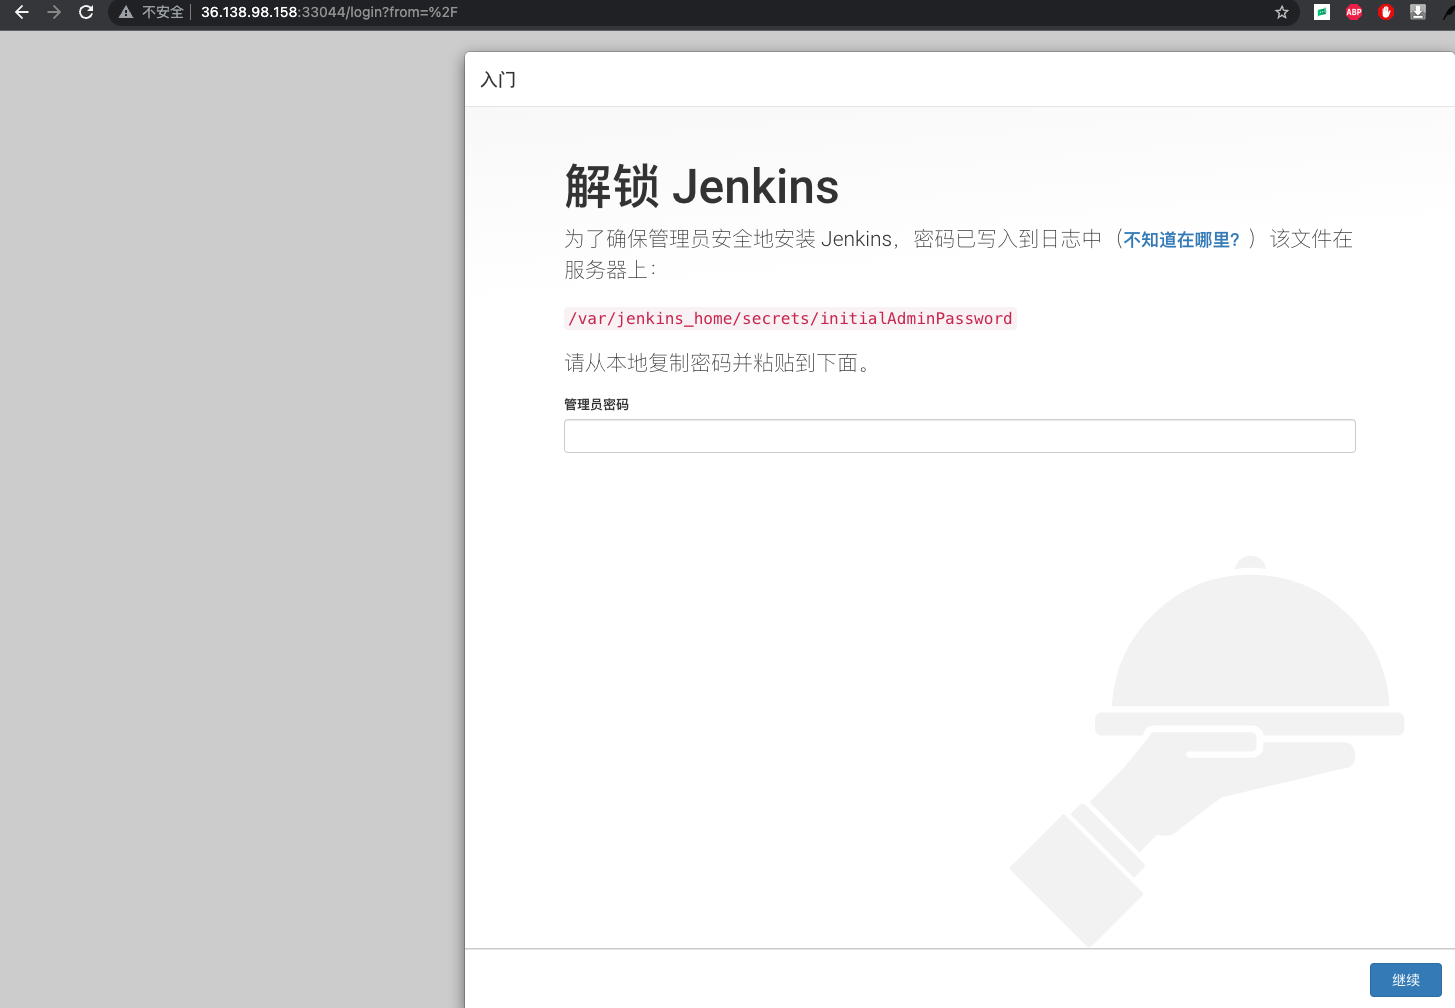 不安全 36.138.98.158:33044/login?from=%2F
ABP
入门
解锁 Jenkins
为了确保管理员安全地安装 Jenkins，密码已写入到日志中（不知道在哪里？）该文件在
服务器上：
/var/jenkins_home/secrets/initialAdminPassword
请从本地复制密码并粘贴到下面。
管理员密码
继续